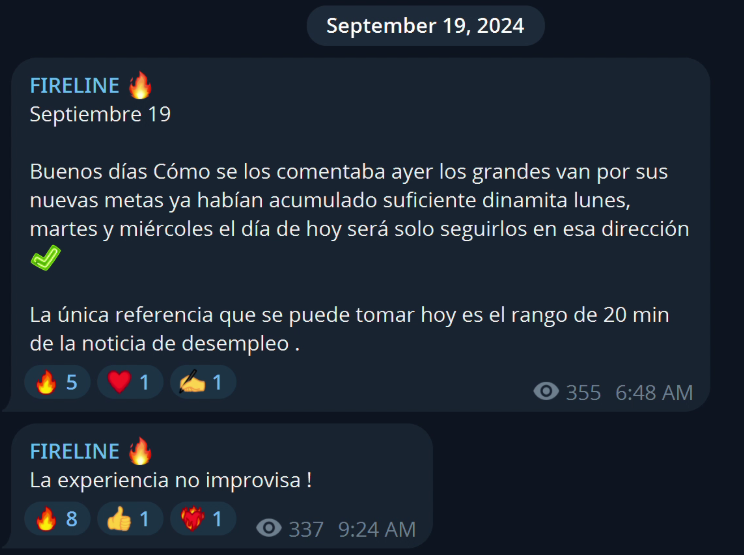 September 19, 2024
FIRELINE 🔥
Septiembre 19
Buenos días Cómo se los comentaba ayer los grandes van por sus
nuevas metas ya habían acumulado suficiente dinamita lunes,
martes y miércoles el día de hoy será solo seguirlos en esa dirección
✅
La única referencia que se puede tomar hoy es el rango de 20 min
de la noticia de desempleo .
🔥 5 ❤️ 1 ✍️ 1 355 6:48 AM
FIRELINE 🔥
La experiencia no improvisa !
🔥 8 👍 1 ❤️‍🔥 1 337 9:24 AM